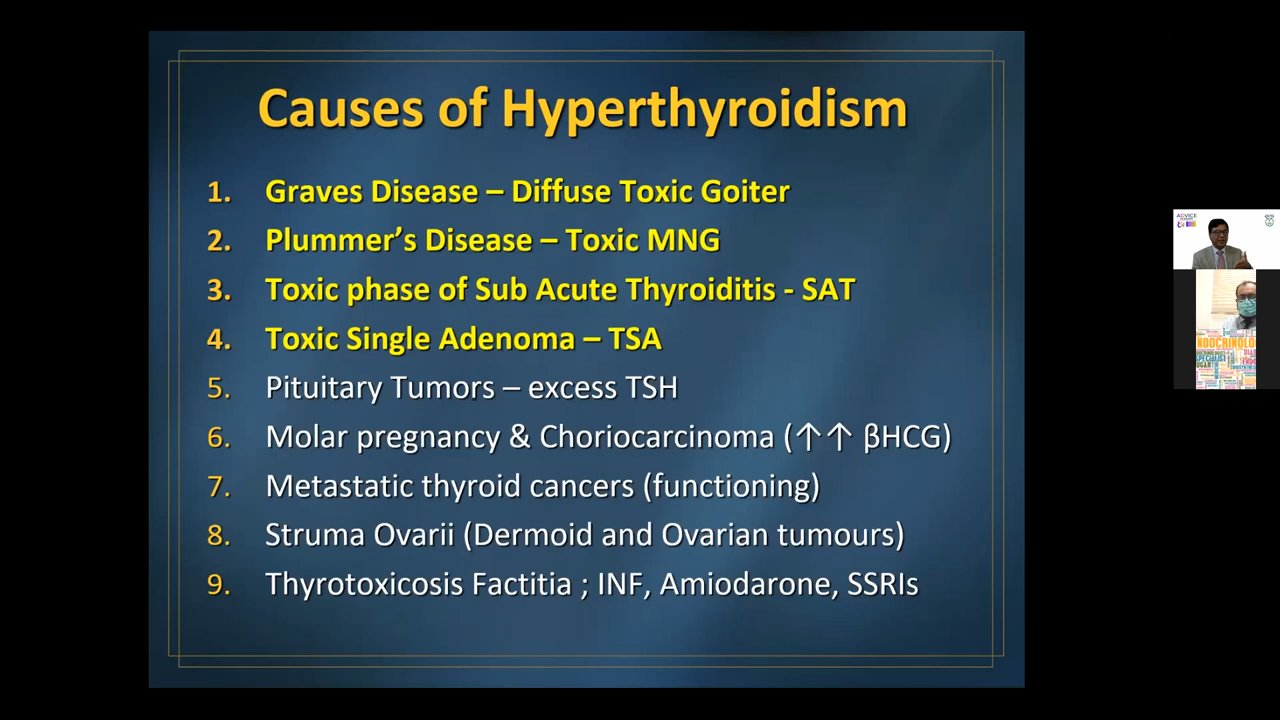 Causes of Hyperthyroidism
1. Graves Disease – Diffuse Toxic Goiter
2. Plummer’s Disease – Toxic MNG
3. Toxic phase of Sub Acute Thyroiditis - SAT
4. Toxic Single Adenoma – TSA
5. Pituitary Tumors – excess TSH
6. Molar pregnancy & Choriocarcinoma (↑↑ βHCG)
7. Metastatic thyroid cancers (functioning)
8. Struma Ovarii (Dermoid and Ovarian tumours)
9. Thyrotoxicosis Factitia ; INF, Amiodarone, SSRIs
ADVICE
ENDOCRINOLO